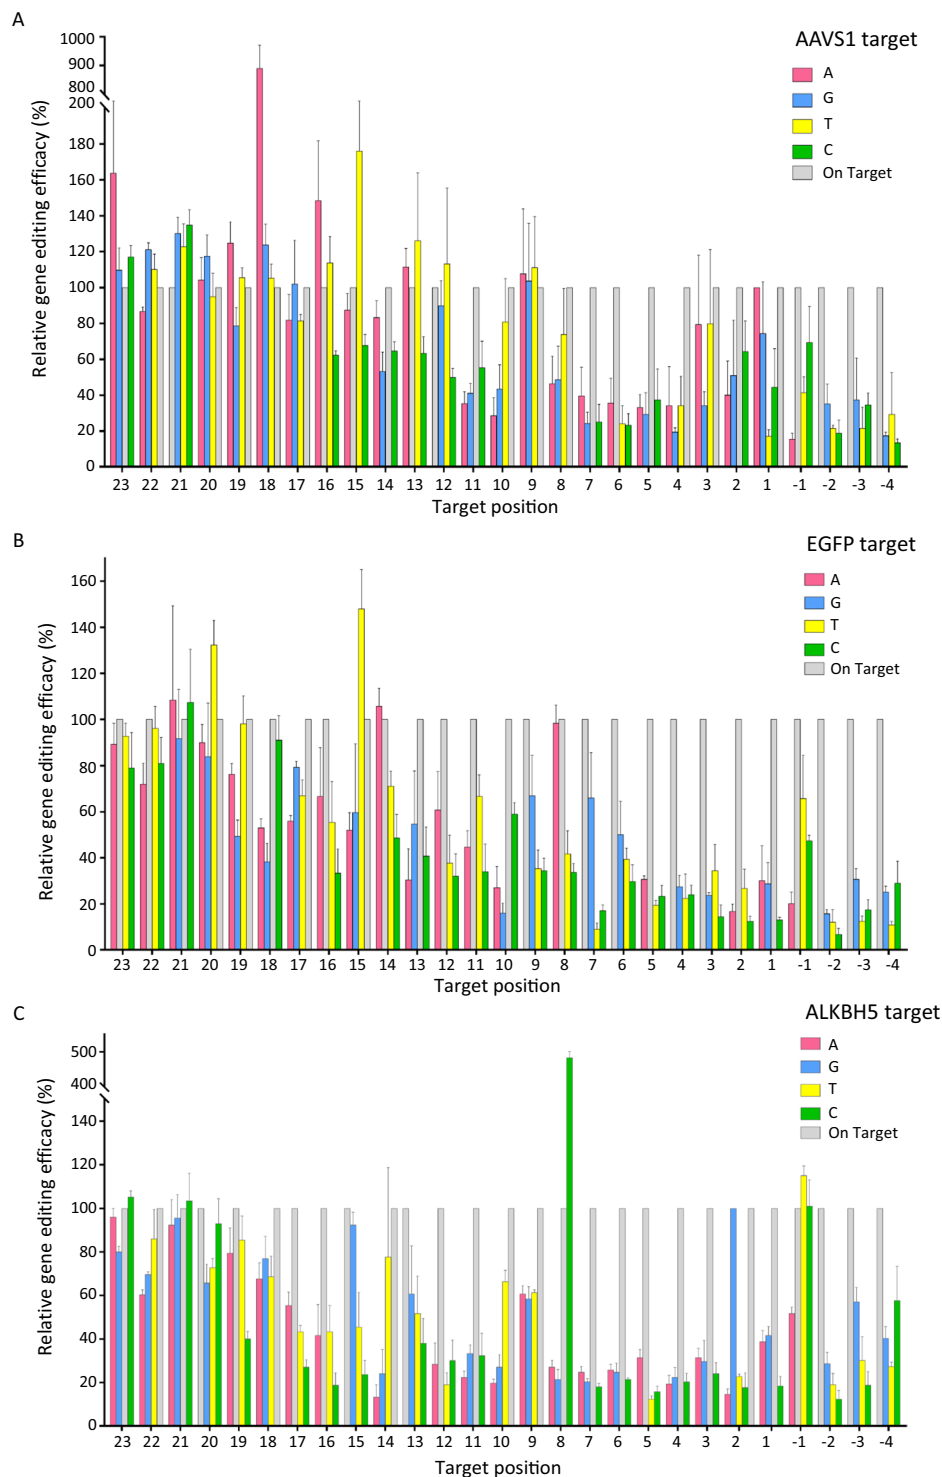 A
AAVS1 target
A
G
T
C
On Target
Relative gene editing efficacy (%)
1000
900
800
200
180
160
140
120
100
80
60
40
20
0
23 22 21 20 19 18 17 16 15 14 13 12 11 10 9 8 7 6 5 4 3 2 1 -1 -2 -3 -4
Target position
B
EGFP target
A
G
T
C
On Target
Relative gene editing efficacy (%)
160
140
120
100
80
60
40
20
0
23 22 21 20 19 18 17 16 15 14 13 12 11 10 9 8 7 6 5 4 3 2 1 -1 -2 -3 -4
Target position
C
ALKBH5 target
A
G
T
C
On Target
Relative gene editing efficacy (%)
500
400
140
120
100
80
60
40
20
0
23 22 21 20 19 18 17 16 15 14 13 12 11 10 9 8 7 6 5 4 3 2 1 -1 -2 -3 -4
Target position